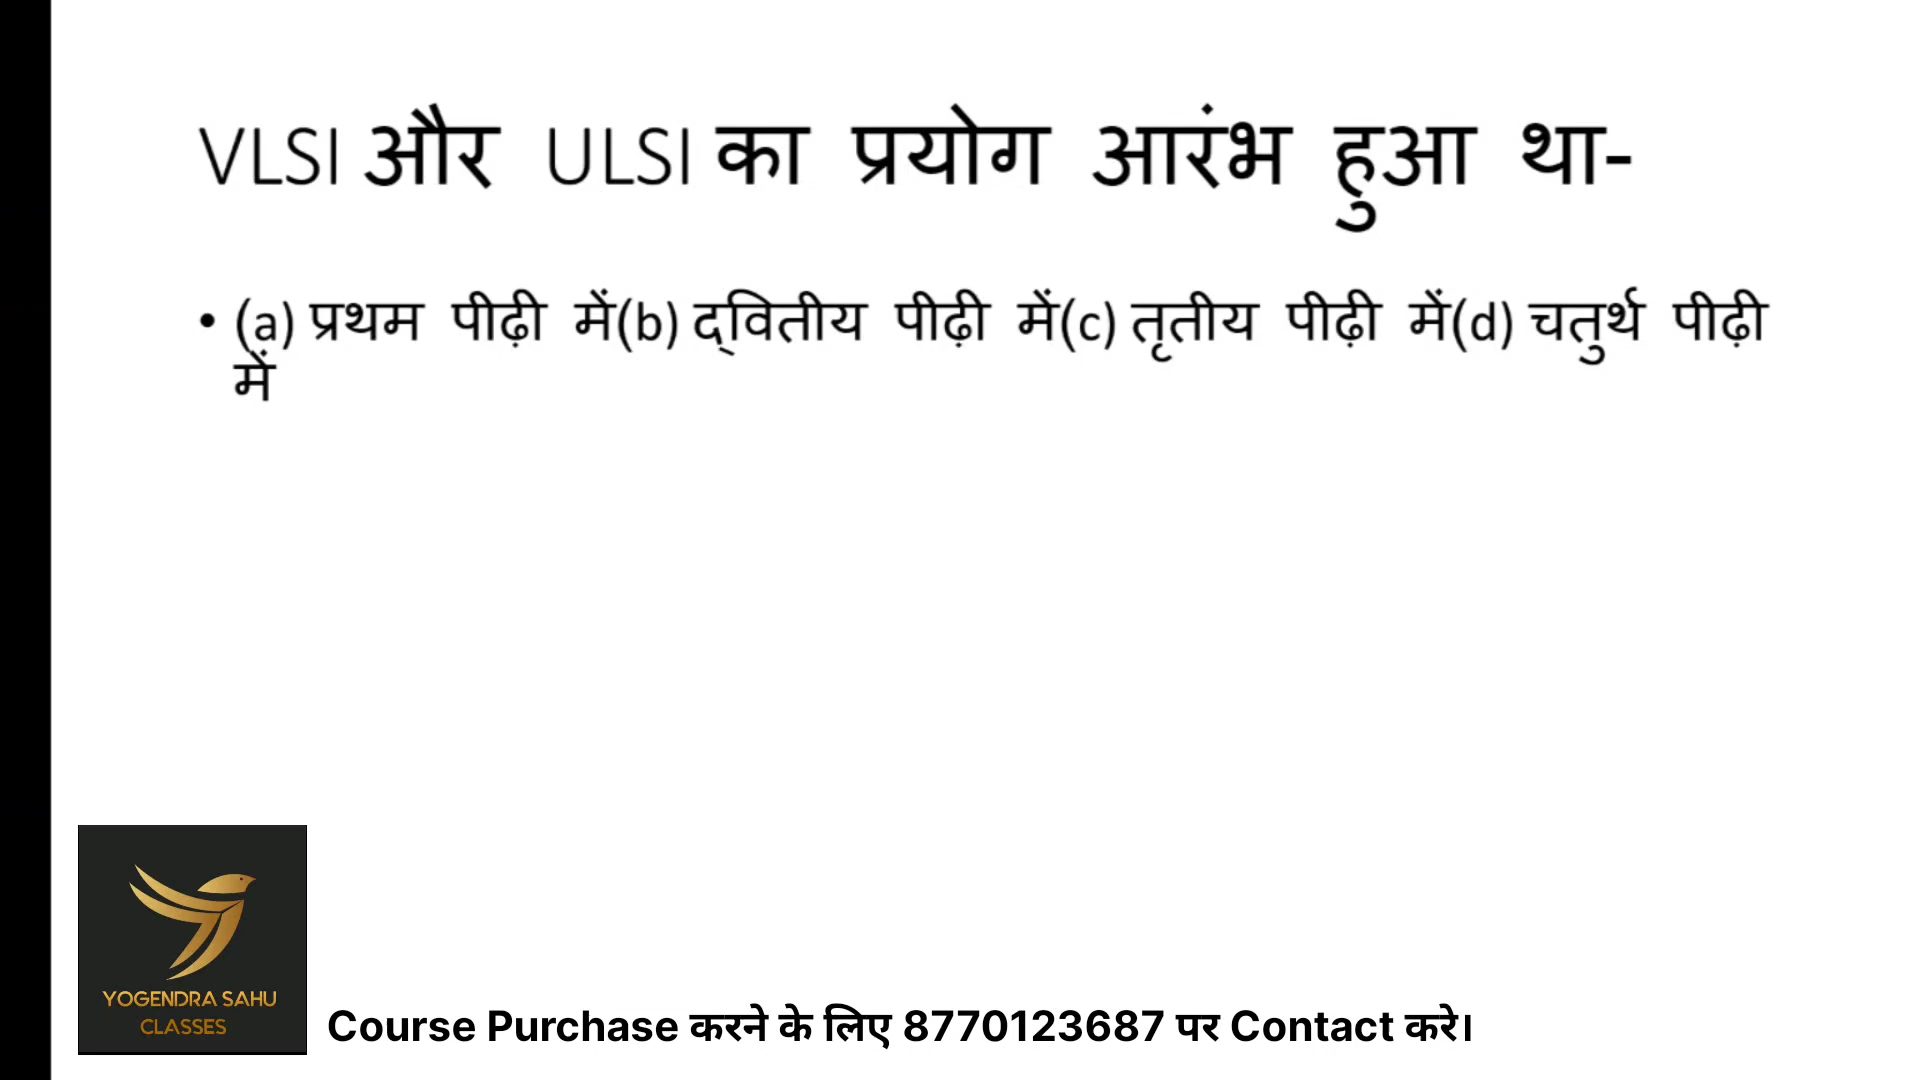 VLSI और ULSI का प्रयोग आरंभ हुआ था-
• (a) प्रथम पीढ़ी में(b) द्वितीय पीढ़ी में(c) तृतीय पीढ़ी में(d) चतुर्थ पीढ़ी
में
YOGENDRA SAHU
CLASSES
Course Purchase करने के लिए 8770123687 पर Contact करे।